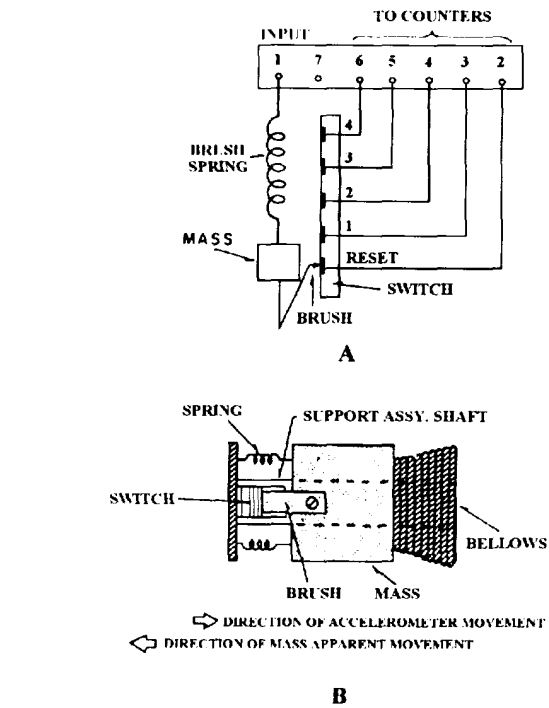 TO COUNTERS
INPUT
1 7 6 5 4 3 2
4
BRUSH
SPRING
3
2
MASS
1
RESET
SWITCH
BRUSH
A
SPRING
SUPPORT ASSY. SHAFT
SWITCH
BELLOWS
BRUSH MASS
DIRECTION OF ACCELEROMETER MOVEMENT
DIRECTION OF MASS APPARENT MOVEMENT
B